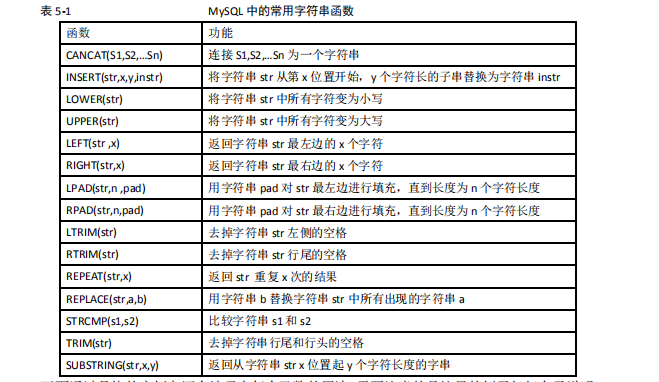 表 5-1 MySQL 中的常用字符串函数
函数 功能
CANCAT(S1,S2,…Sn) 连接 S1,S2,…Sn 为一个字符串
INSERT(str,x,y,instr) 将字符串 str 从第 x 位置开始，y 个字符长的子串替换为字符串 instr
LOWER(str) 将字符串 str 中所有字符变为小写
UPPER(str) 将字符串 str 中所有字符变为大写
LEFT(str ,x) 返回字符串 str 最左边的 x 个字符
RIGHT(str,x) 返回字符串 str 最右边的 x 个字符
LPAD(str,n ,pad) 用字符串 pad 对 str 最左边进行填充，直到长度为 n 个字符长度
RPAD(str,n,pad) 用字符串 pad 对 str 最右边进行填充，直到长度为 n 个字符长度
LTRIM(str) 去掉字符串 str 左侧的空格
RTRIM(str) 去掉字符串 str 行尾的空格
REPEAT(str,x) 返回 str 重复 x 次的结果
REPLACE(str,a,b) 用字符串 b 替换字符串 str 中所有出现的字符串 a
STRCMP(s1,s2) 比较字符串 s1 和 s2
TRIM(str) 去掉字符串行尾和行头的空格
SUBSTRING(str,x,y) 返回从字符串 str x 位置起 y 个字符长度的字串